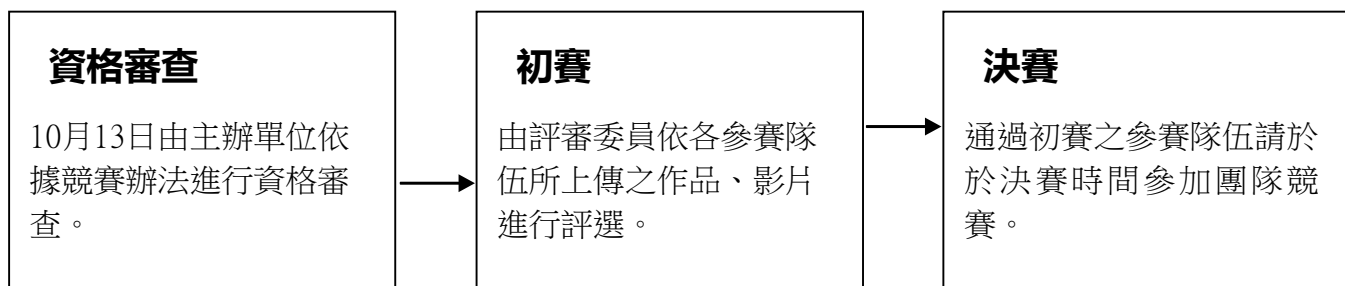 資格審查
10月13日由主辦單位依
據競賽辦法進行資格審
查。
初賽
由評審委員依各參賽隊
伍所上傳之作品、影片
進行評選。
決賽
通過初賽之參賽隊伍請於
於決賽時間參加團隊競
賽。